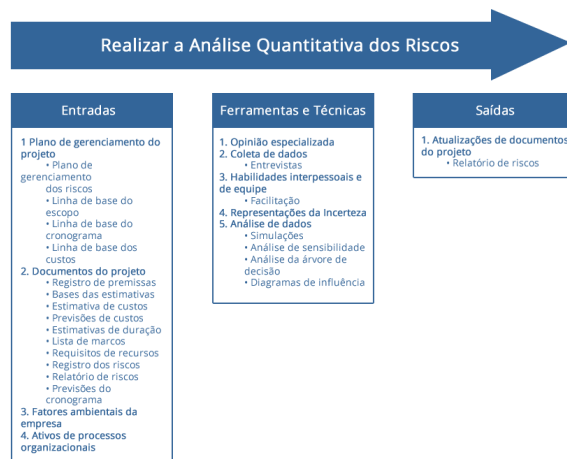 Realizar a Análise Quantitativa dos Riscos
Entradas
1 Plano de gerenciamento do
projeto
• Plano de
gerenciamento
dos riscos
• Linha de base do
escopo
• Linha de base do
cronograma
• Linha de base dos
custos
2. Documentos do projeto
• Registro de premissas
• Bases das estimativas
• Estimativa de custos
• Previsões de custos
• Estimativas de duração
• Lista de marcos
• Requisitos de recursos
• Registro dos riscos
• Relatório de riscos
• Previsões do
cronograma
3. Fatores ambientais da
empresa
4. Ativos de processos
organizacionais
Ferramentas e Técnicas
1. Opinião especializada
2. Coleta de dados
• Entrevistas
3. Habilidades interpessoais e
de equipe
• Facilitação
4. Representações da Incerteza
5. Análise de dados
• Simulações
• Análise de sensibilidade
• Análise da árvore de
decisão
• Diagramas de influência
Saídas
1. Atualizações de documentos
do projeto
• Relatório de riscos